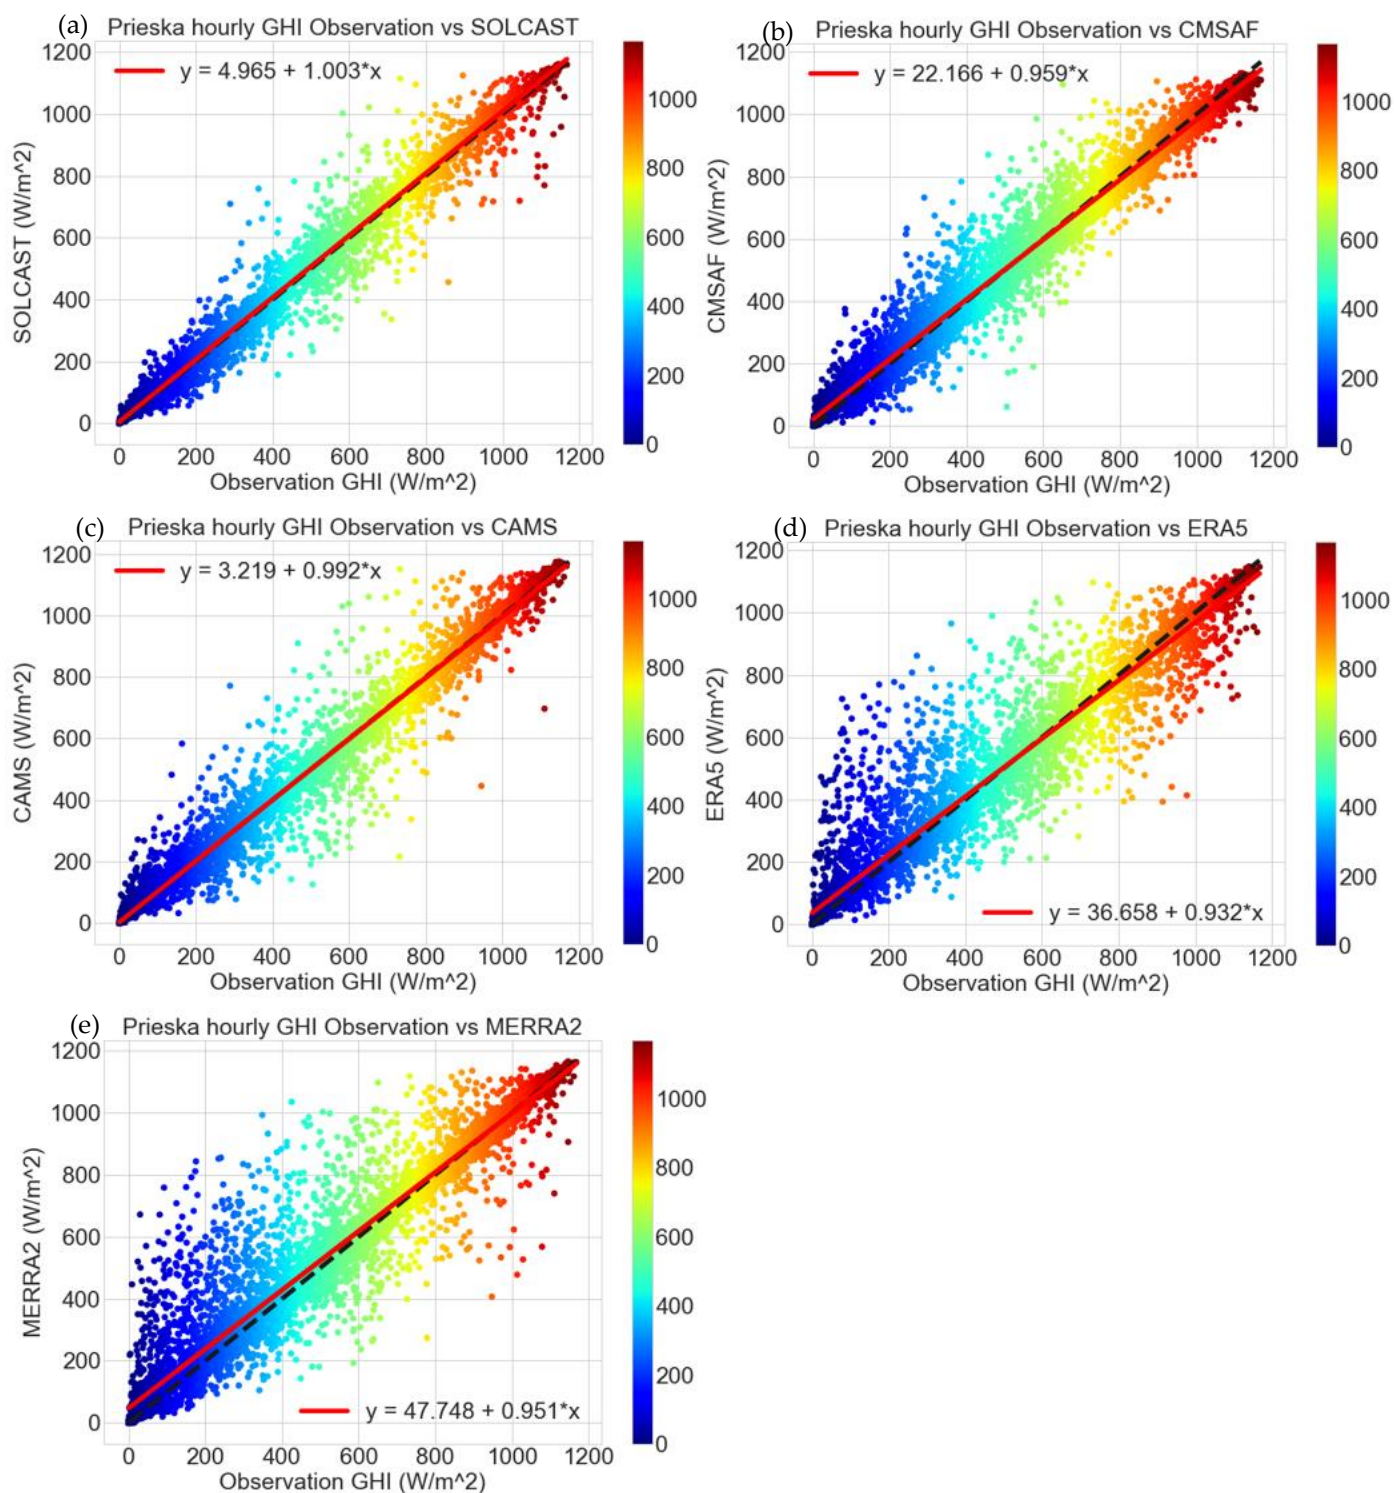 (a) Prieska hourly GHI Observation vs SOLCAST
y = 4.965 + 1.003*x
1200
1000
800
600
400
200
0
SOLCAST (W/m^2)
0 200 400 600 800 1000 1200
Observation GHI (W/m^2)
1000
800
600
400
200
0
(b) Prieska hourly GHI Observation vs CMSAF
y = 22.166 + 0.959*x
1200
1000
800
600
400
200
0
CMSAF (W/m^2)
0 200 400 600 800 1000 1200
Observation GHI (W/m^2)
1000
800
600
400
200
0
(c) Prieska hourly GHI Observation vs CAMS
y = 3.219 + 0.992*x
1200
1000
800
600
400
200
0
CAMS (W/m^2)
0 200 400 600 800 1000 1200
Observation GHI (W/m^2)
1000
800
600
400
200
0
(d) Prieska hourly GHI Observation vs ERA5
1200
1000
800
600
400
200
0
ERA5 (W/m^2)
y = 36.658 + 0.932*x
0 200 400 600 800 1000 1200
Observation GHI (W/m^2)
1000
800
600
400
200
0
(e) Prieska hourly GHI Observation vs MERRA2
1200
1000
800
600
400
200
0
MERRA2 (W/m^2)
y = 47.748 + 0.951*x
0 200 400 600 800 1000 1200
Observation GHI (W/m^2)
1000
800
600
400
200
0